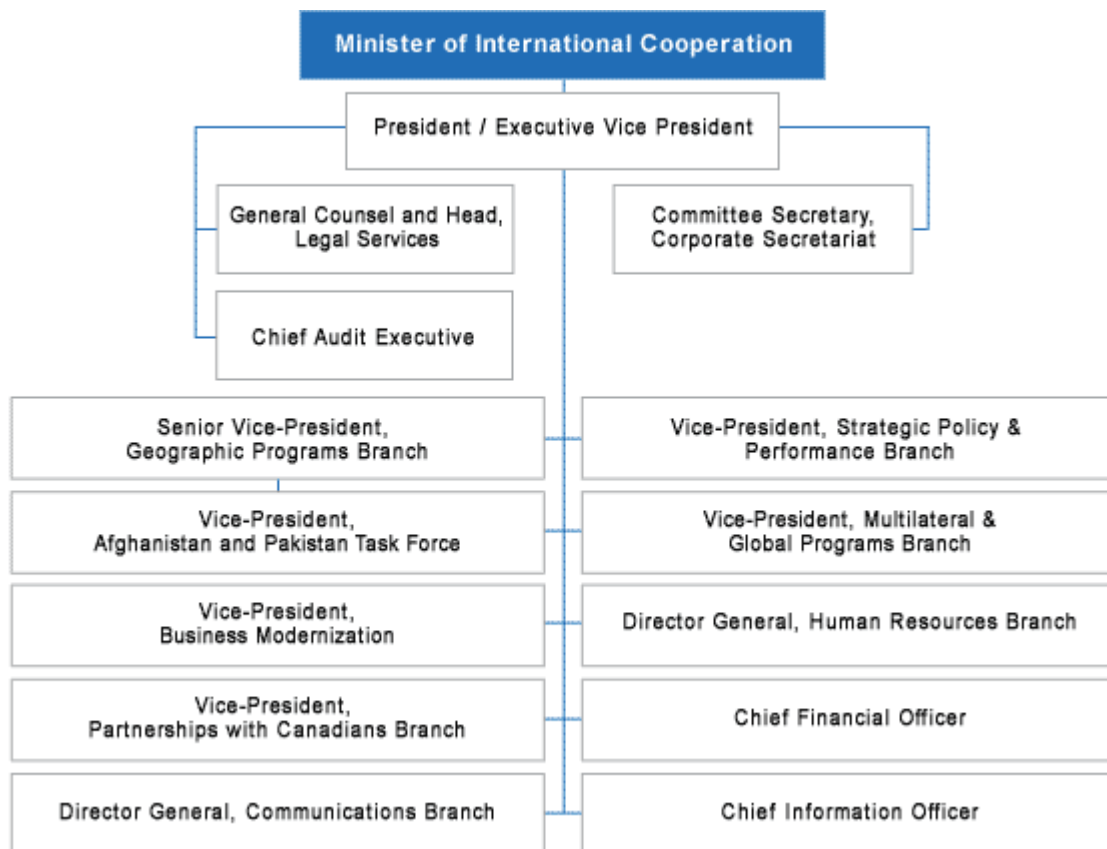 Minister of International Cooperation
President / Executive Vice President
General Counsel and Head,
Legal Services
Committee Secretary,
Corporate Secretariat
Chief Audit Executive
Senior Vice-President,
Geographic Programs Branch
Vice-President, Strategic Policy &
Performance Branch
Vice-President,
Afghanistan and Pakistan Task Force
Vice-President, Multilateral &
Global Programs Branch
Vice-President,
Business Modernization
Director General, Human Resources Branch
Vice-President,
Partnerships with Canadians Branch
Chief Financial Officer
Director General, Communications Branch
Chief Information Officer